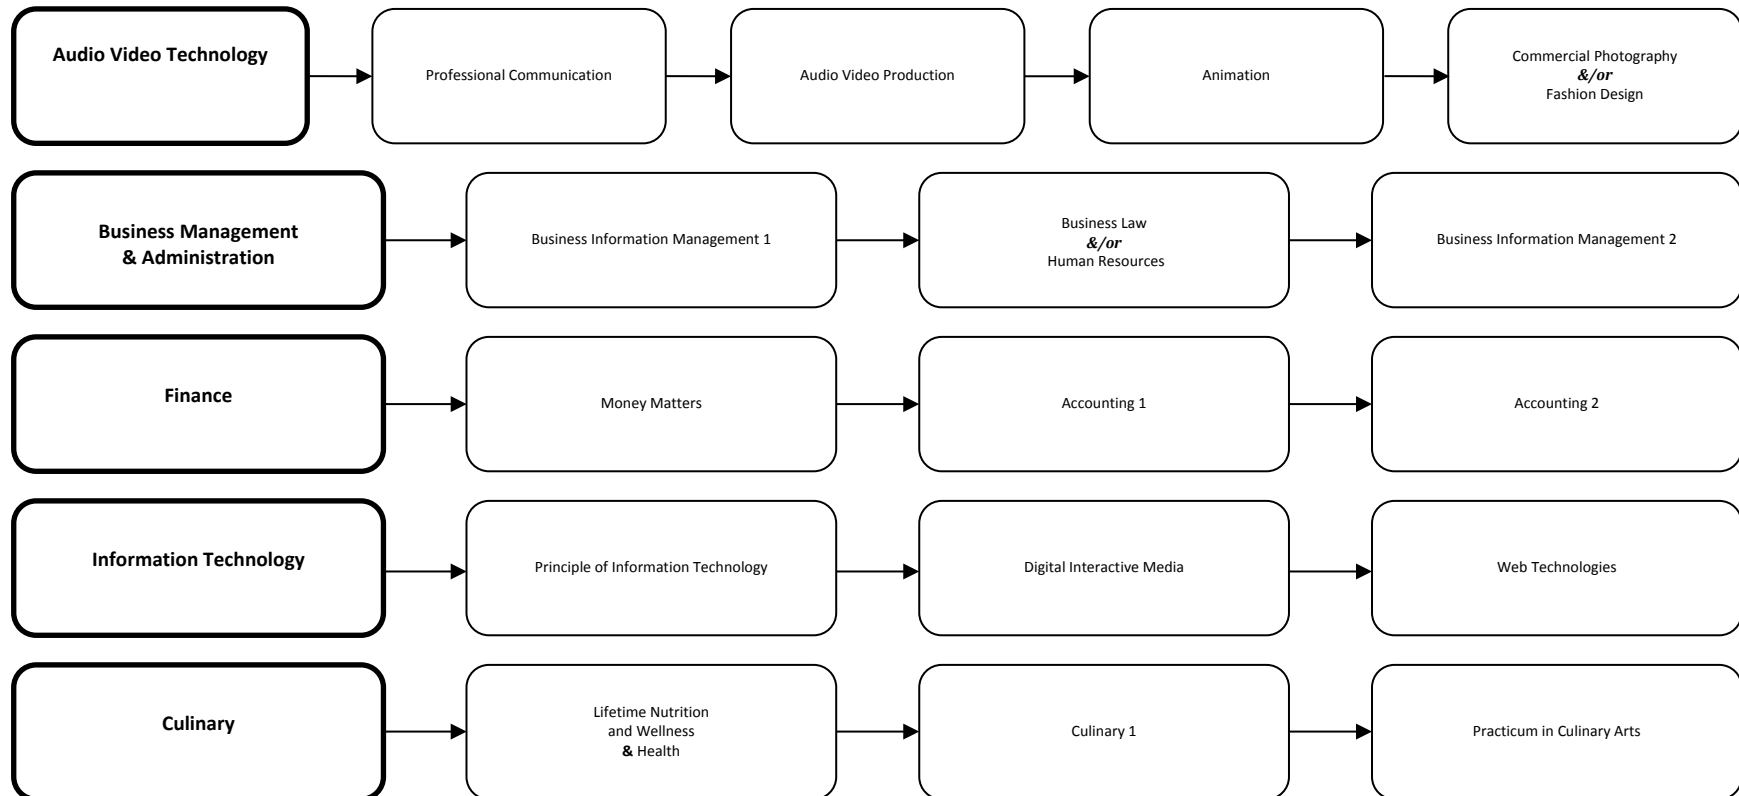 Audio Video Technology
Professional Communication
Audio Video Production
Animation
Commercial Photography
&/or
Fashion Design
Business Management
& Administration
Business Information Management 1
Business Law
&/or
Human Resources
Business Information Management 2
Finance
Money Matters
Accounting 1
Accounting 2
Information Technology
Principle of Information Technology
Digital Interactive Media
Web Technologies
Culinary
Lifetime Nutrition
and Wellness
& Health
Culinary 1
Practicum in Culinary Arts